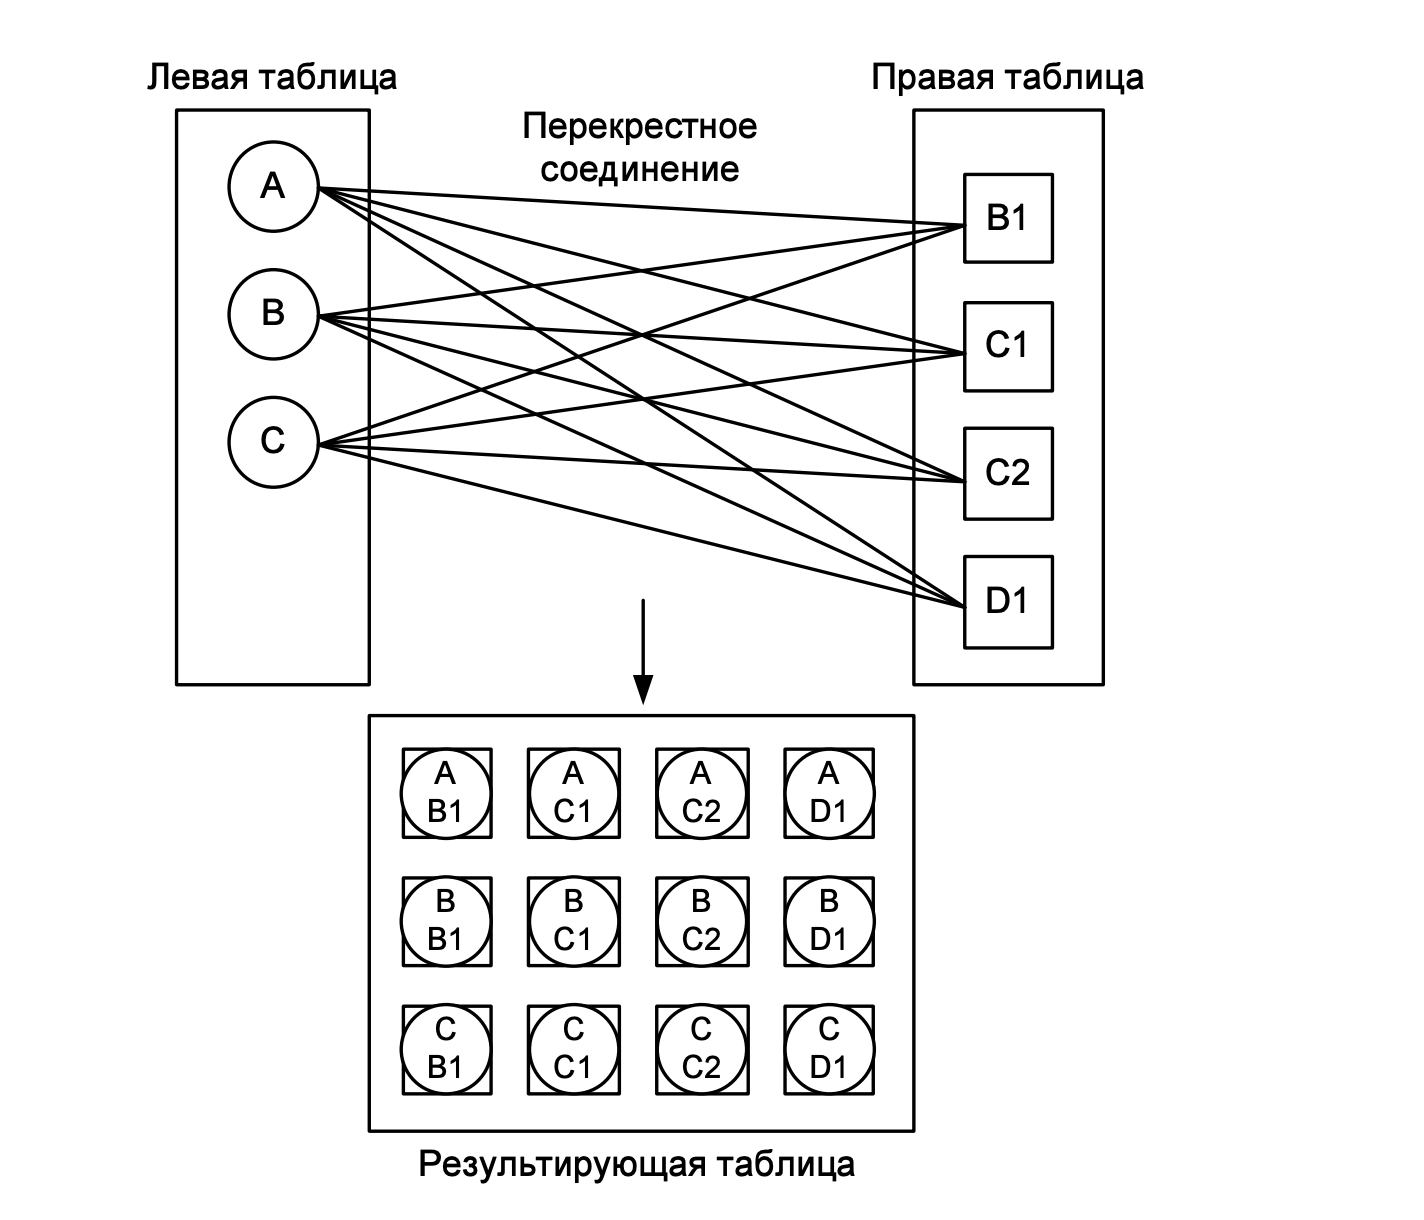 Левая таблица
Правая таблица
Перекрестное
соединение
A
B
C
B1
C1
C2
D1
A
B1
A
C1
A
C2
A
D1
B
B1
B
C1
B
C2
B
D1
C
B1
C
C1
C
C2
C
D1
Результирующая таблица